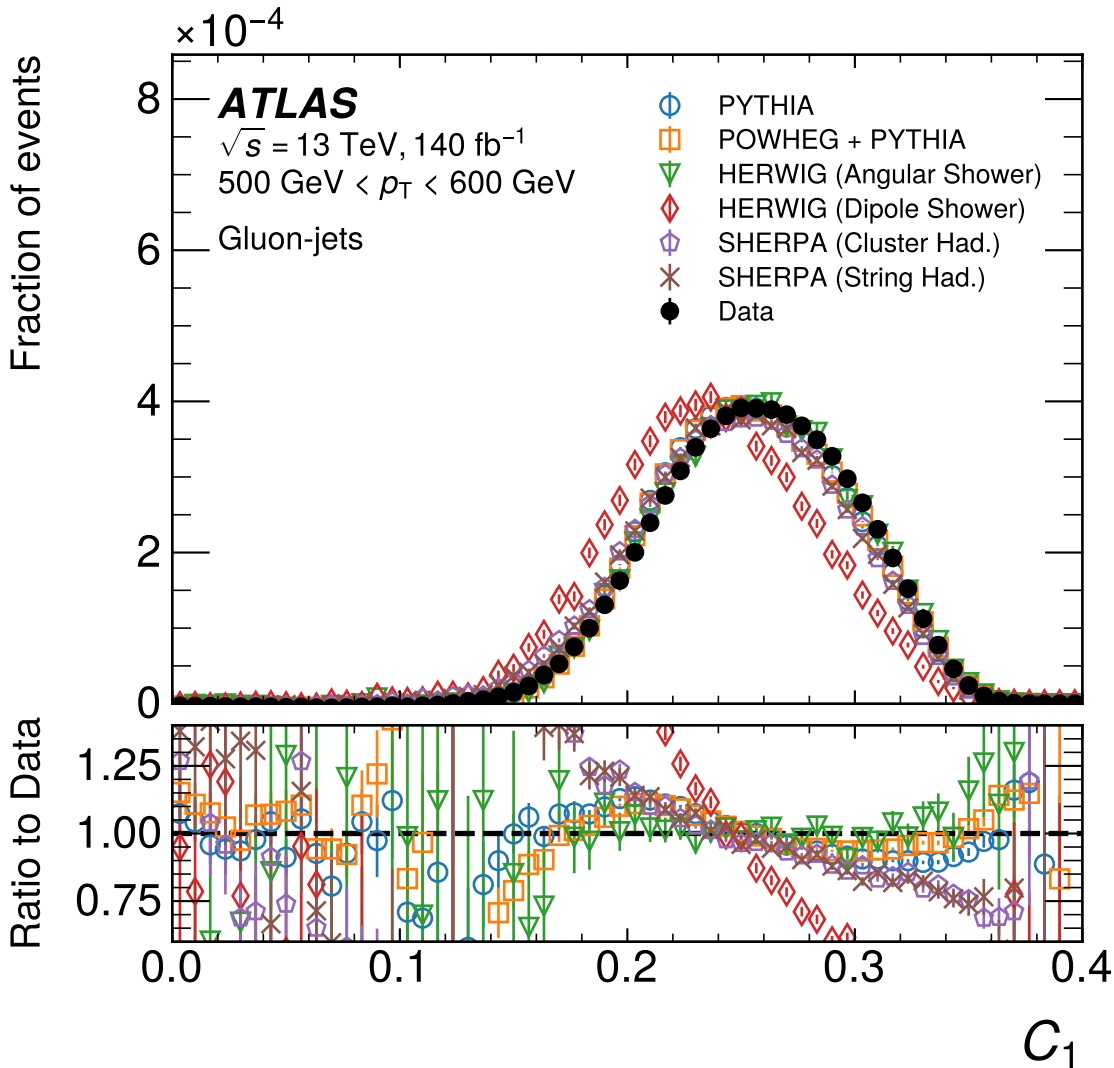 ×10⁻⁴
Fraction of events
8
6
4
2
0
ATLAS
√s = 13 TeV, 140 fb⁻¹
500 GeV < p_T < 600 GeV
Gluon-jets
PYTHIA
POWHEG + PYTHIA
HERWIG (Angular Shower)
HERWIG (Dipole Shower)
SHERPA (Cluster Had.)
SHERPA (String Had.)
Data
Ratio to Data
1.25
1.00
0.75
0.0 0.1 0.2 0.3 0.4
C₁